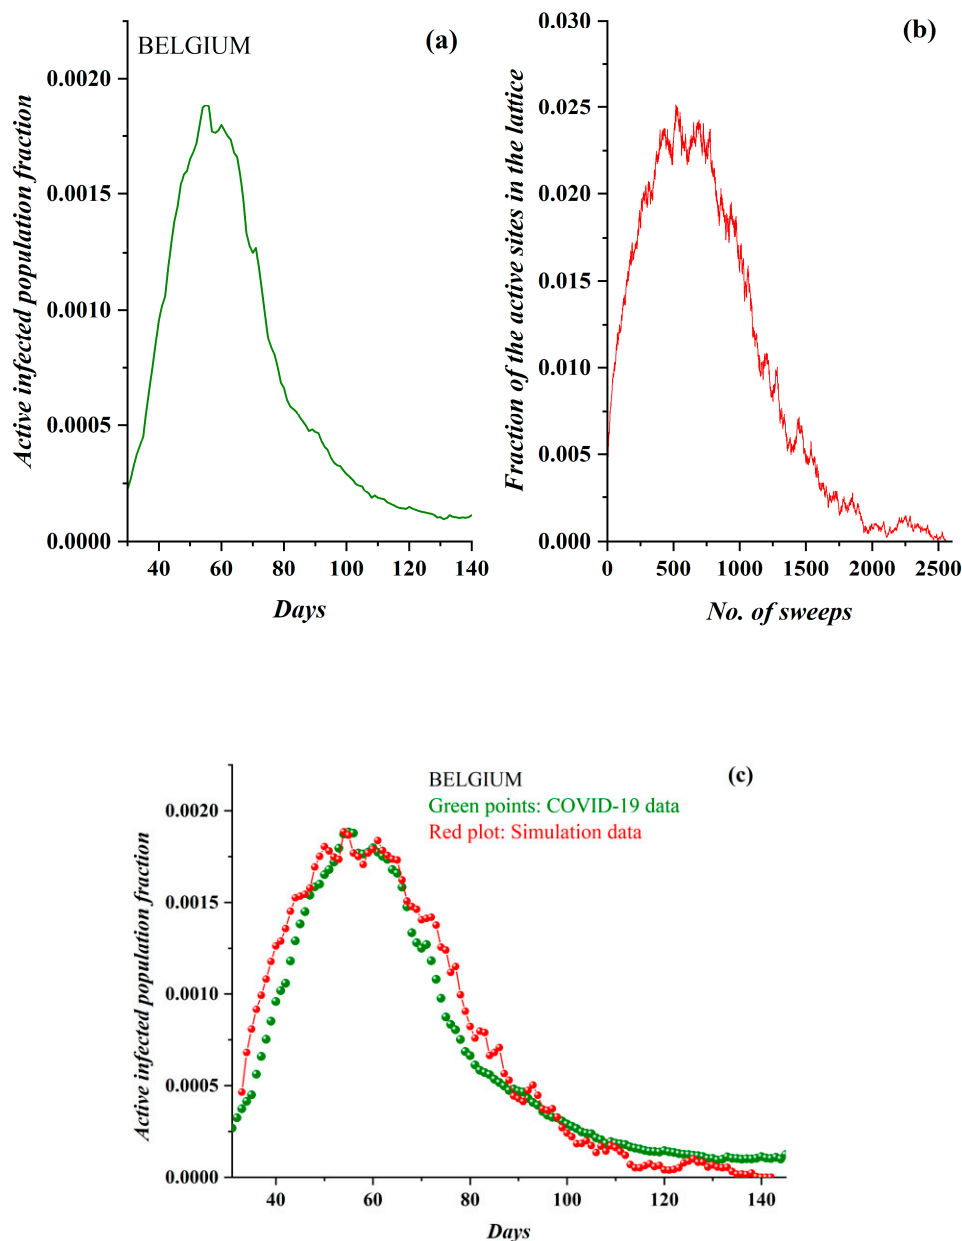 BELGIUM
(a)
Active infected population fraction
0.0020
0.0015
0.0010
0.0005
0.0000
40 60 80 100 120 140
Days
(b)
Fraction of the active sites in the lattice
0.030
0.025
0.020
0.015
0.010
0.005
0.000
0 500 1000 1500 2000 2500
No. of sweeps
(c)
BELGIUM
Green points: COVID-19 data
Red plot: Simulation data
Active infected population fraction
0.0020
0.0015
0.0010
0.0005
0.0000
40 60 80 100 120 140
Days